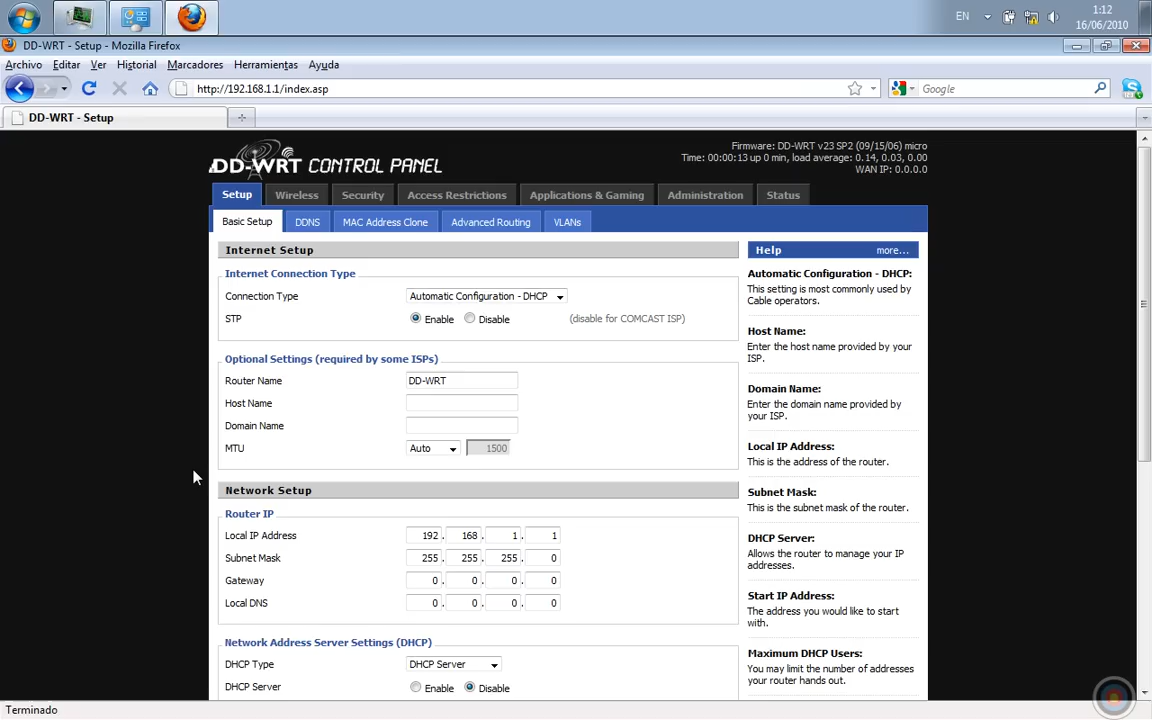 EN
1:12
16/06/2010
DD-WRT - Setup - Mozilla Firefox
Archivo Editar Ver Historial Marcadores Herramientas Ayuda
http://192.168.1.1/index.asp
Google
DD-WRT - Setup
DD-WRT CONTROL PANEL
Firmware: DD-WRT v23 SP2 (09/15/06) micro
Time: 00:00:13 up 0 min, load average: 0.14, 0.03, 0.00
WAN IP: 0.0.0.0
Setup Wireless Security Access Restrictions Applications & Gaming Administration Status
Basic Setup DDNS MAC Address Clone Advanced Routing VLANs
Internet Setup
Internet Connection Type
Connection Type Automatic Configuration - DHCP
STP Enable Disable (disable for COMCAST ISP)
Optional Settings (required by some ISPs)
Router Name DD-WRT
Host Name
Domain Name
MTU Auto 1500
Network Setup
Router IP
Local IP Address 192. 168. 1. 1
Subnet Mask 255. 255. 255. 0
Gateway 0. 0. 0. 0
Local DNS 0. 0. 0. 0
Network Address Server Settings (DHCP)
DHCP Type DHCP Server
DHCP Server Enable Disable
Help more...
Automatic Configuration - DHCP:
This setting is most commonly used by
Cable operators.
Host Name:
Enter the host name provided by your
ISP.
Domain Name:
Enter the domain name provided by
your ISP.
Local IP Address:
This is the address of the router.
Subnet Mask:
This is the subnet mask of the router.
DHCP Server:
Allows the router to manage your IP
addresses.
Start IP Address:
The address you would like to start
with.
Maximum DHCP Users:
You may limit the number of addresses
your router hands out.
Terminado